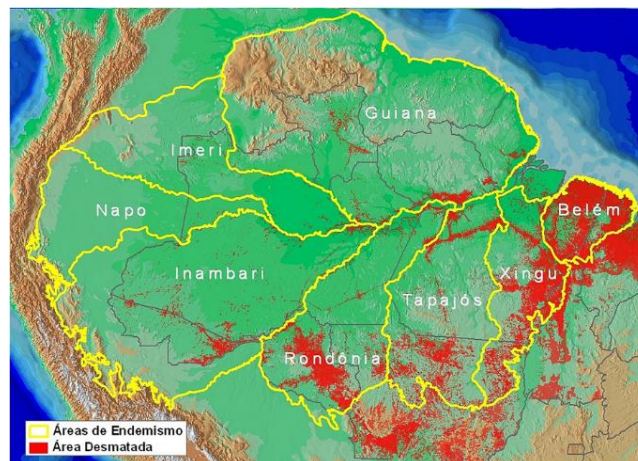 Guiana
Imeri
Napo
Belém
Inambari
Xingu
Tapajós
Rondônia
Áreas de Endemismo
Área Desmatada